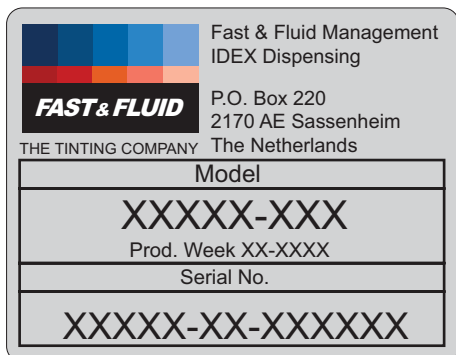 Fast & Fluid Management
IDEX Dispensing
FAST & FLUID
THE TINTING COMPANY
P.O. Box 220
2170 AE Sassenheim
The Netherlands
Model
XXXXX-XXX
Prod. Week XX-XXXX
Serial No.
XXXXX-XX-XXXXXX